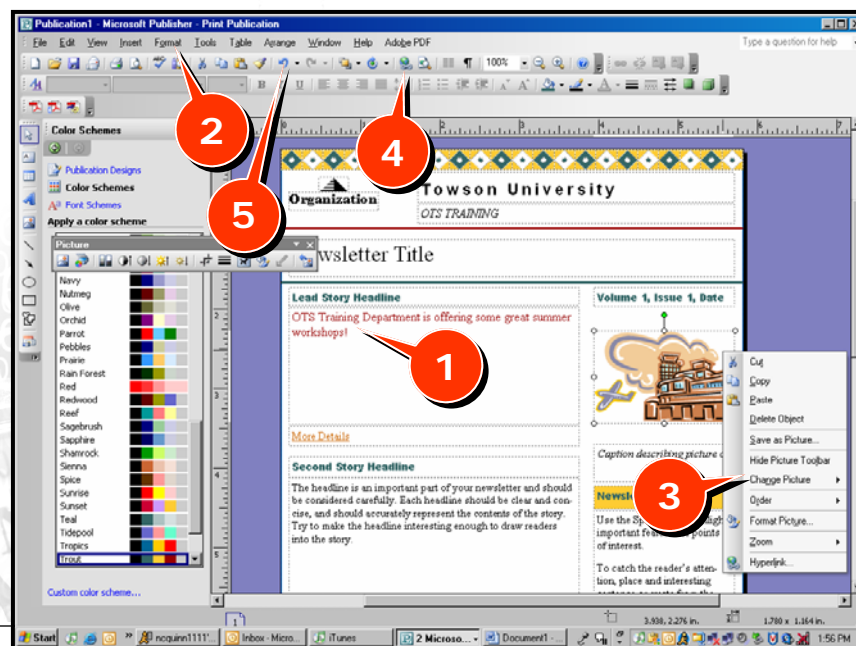 Publication1 - Microsoft Publisher - Print Publication
File Edit View Insert Format Tools Table Arrange Window Help Adobe PDF
Type a question for help
100%
B U
2
4
5
Color Schemes
Publication Designs
Color Schemes
Font Schemes
Apply a color scheme
Picture
Navy
Nutmeg
Olive
Orchid
Parrot
Pebbles
Prairie
Rain Forest
Red
Redwood
Reef
Sagebrush
Sapphire
Shamrock
Sienna
Spice
Sunrise
Sunset
Teal
Tidepool
Tropics
Trout
Custom color scheme...
Organization
Towson University
OTS TRAINING
wsletter Title
Lead Story Headline
OTS Training Department is offering some great summer
workshops!
1
More Details
Second Story Headline
The headline is an important part of your newsletter and should
be considered carefully. Each headline should be clear and con-
cise, and should accurately represent the contents of the story.
Try to make the headline interesting enough to draw readers
into the story.
Volume 1, Issue 1, Date
Caption describing picture
3
Use the
important
of interest.
To catch the reader's atten-
tion, place and interesting
Cut
Copy
Paste
Delete Object
Save as Picture...
Hide Picture Toolbar
Change Picture
Order
Format Picture...
Zoom
Hyperlink...
1
3.938, 2.276 in.
1.780 x 1.164 in.
Start
ncquinn1111'...
Inbox - Micro...
iTunes
2 Microso...
Document1 - ...
1:56 PM